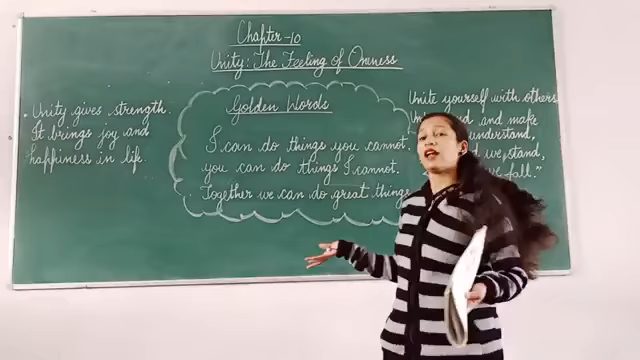 Chapter-10
Unity: The Feeling of Oneness
. Unity gives strength.
It brings joy and
happiness in life.
Golden Words
I can do things you cannot,
you can do things I cannot.
Together we can do great things
Unite yourself with others
and make
understand,
we stand,
we fall."